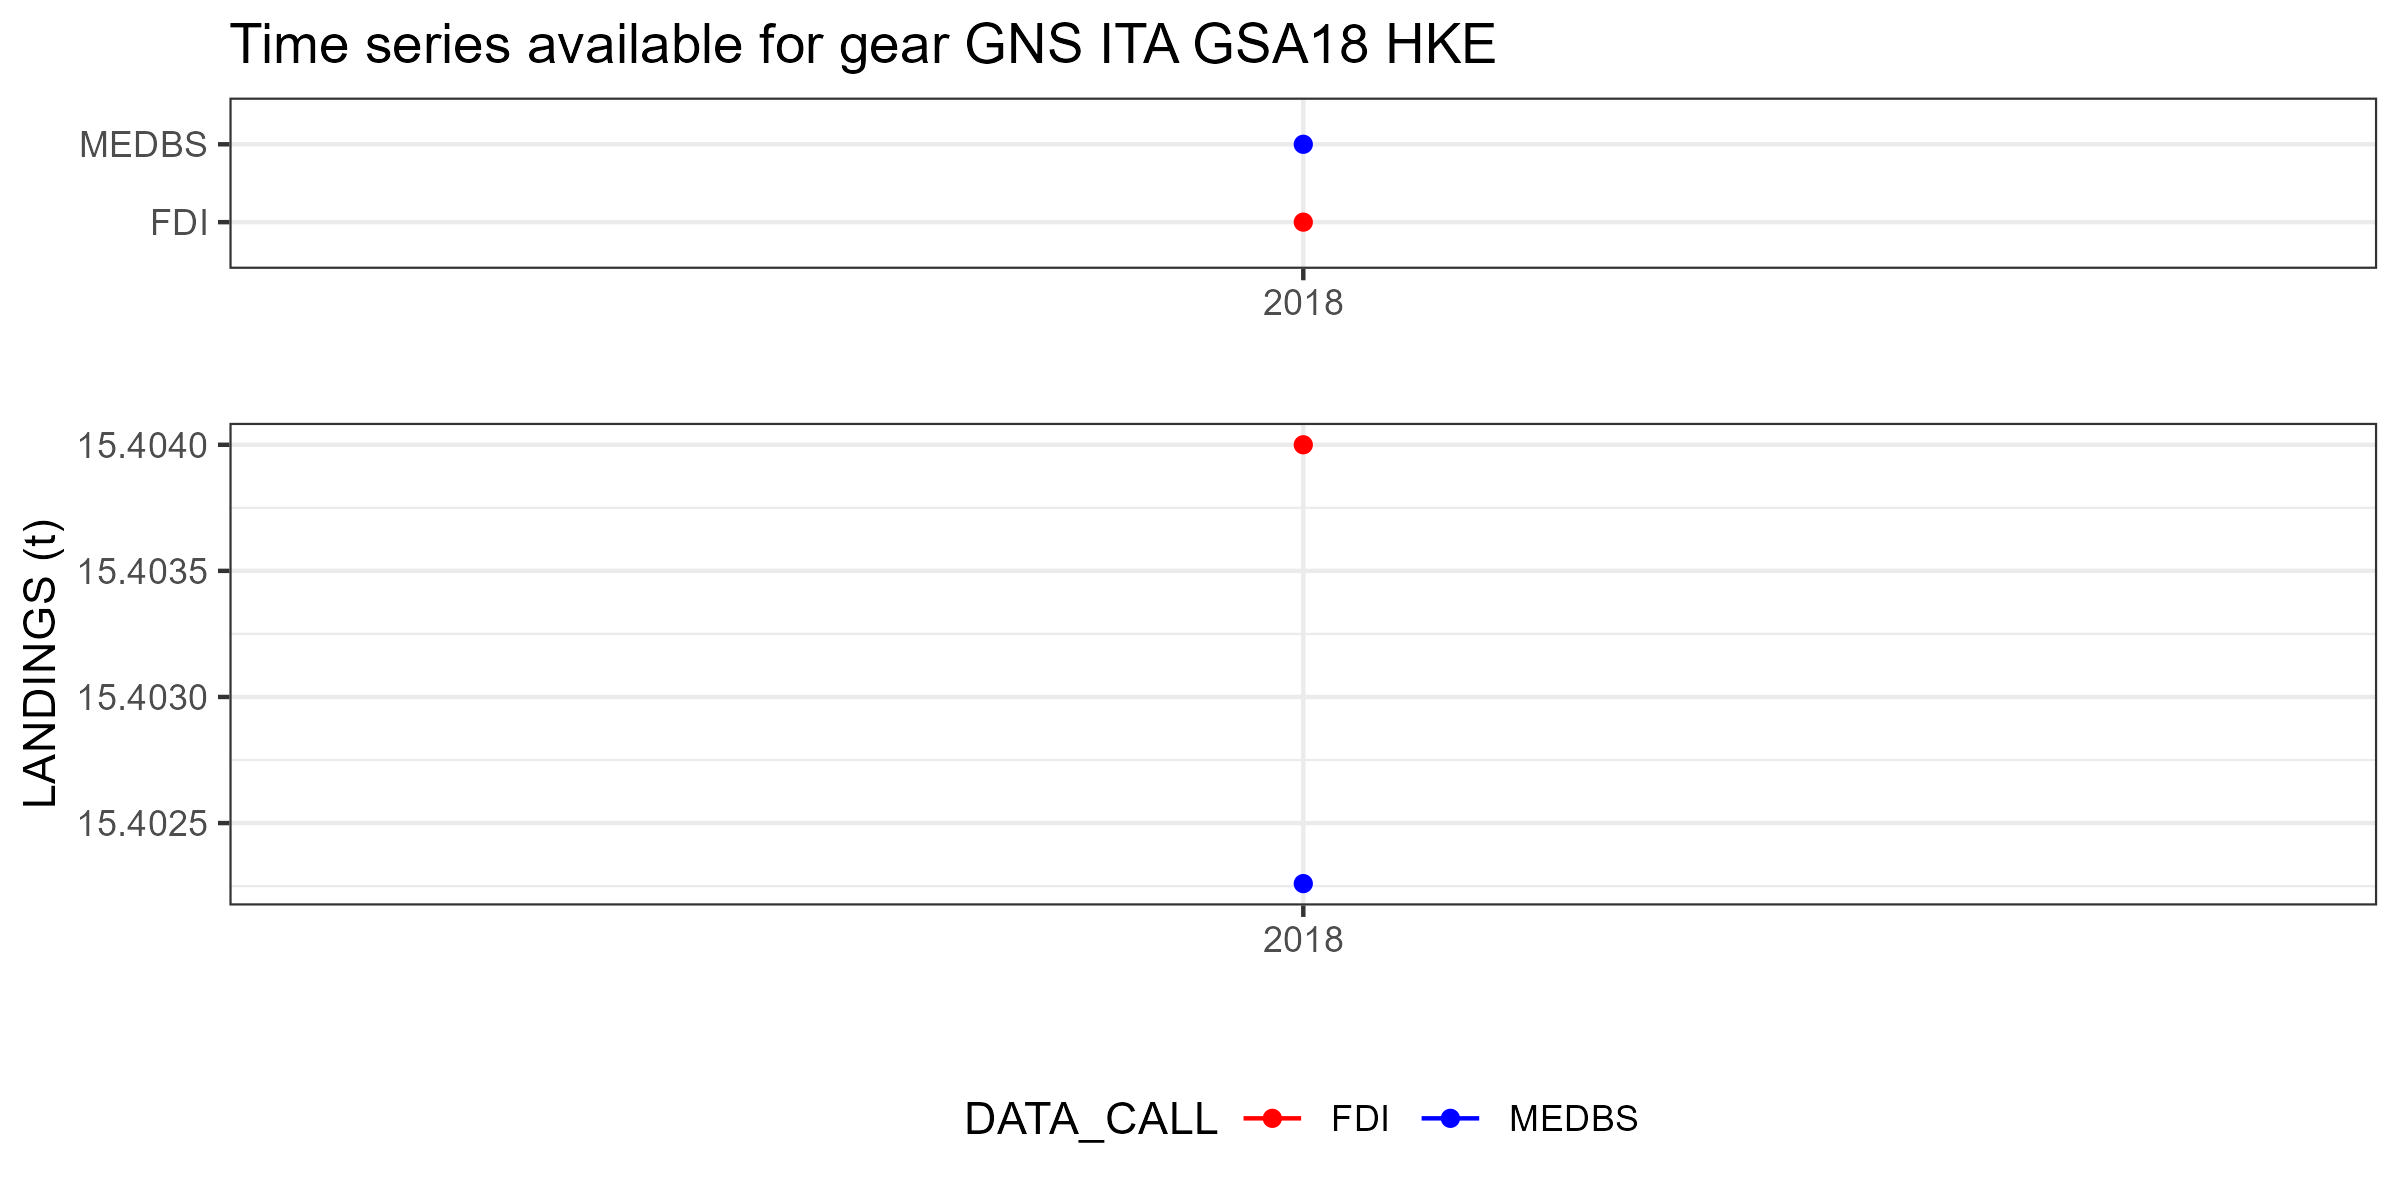 Time series available for gear GNS ITA GSA18 HKE
MEDBS
FDI
2018
15.4040
15.4035
15.4030
15.4025
LANDINGS (t)
2018
DATA_CALL FDI MEDBS